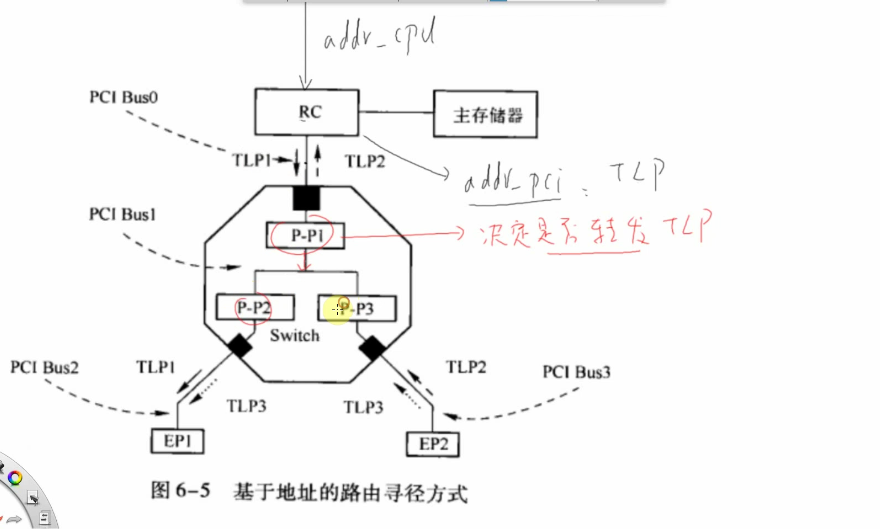 addr_cpu
PCI Bus0
RC
主存储器
TLP1
TLP2
addr_pci : TLP
PCI Bus1
P-P1
决定是否转发 TLP
P-P2
P-P3
Switch
PCI Bus2
TLP1
TLP2
PCI Bus3
TLP3
TLP3
EP1
EP2
图 6-5 基于地址的路由寻径方式